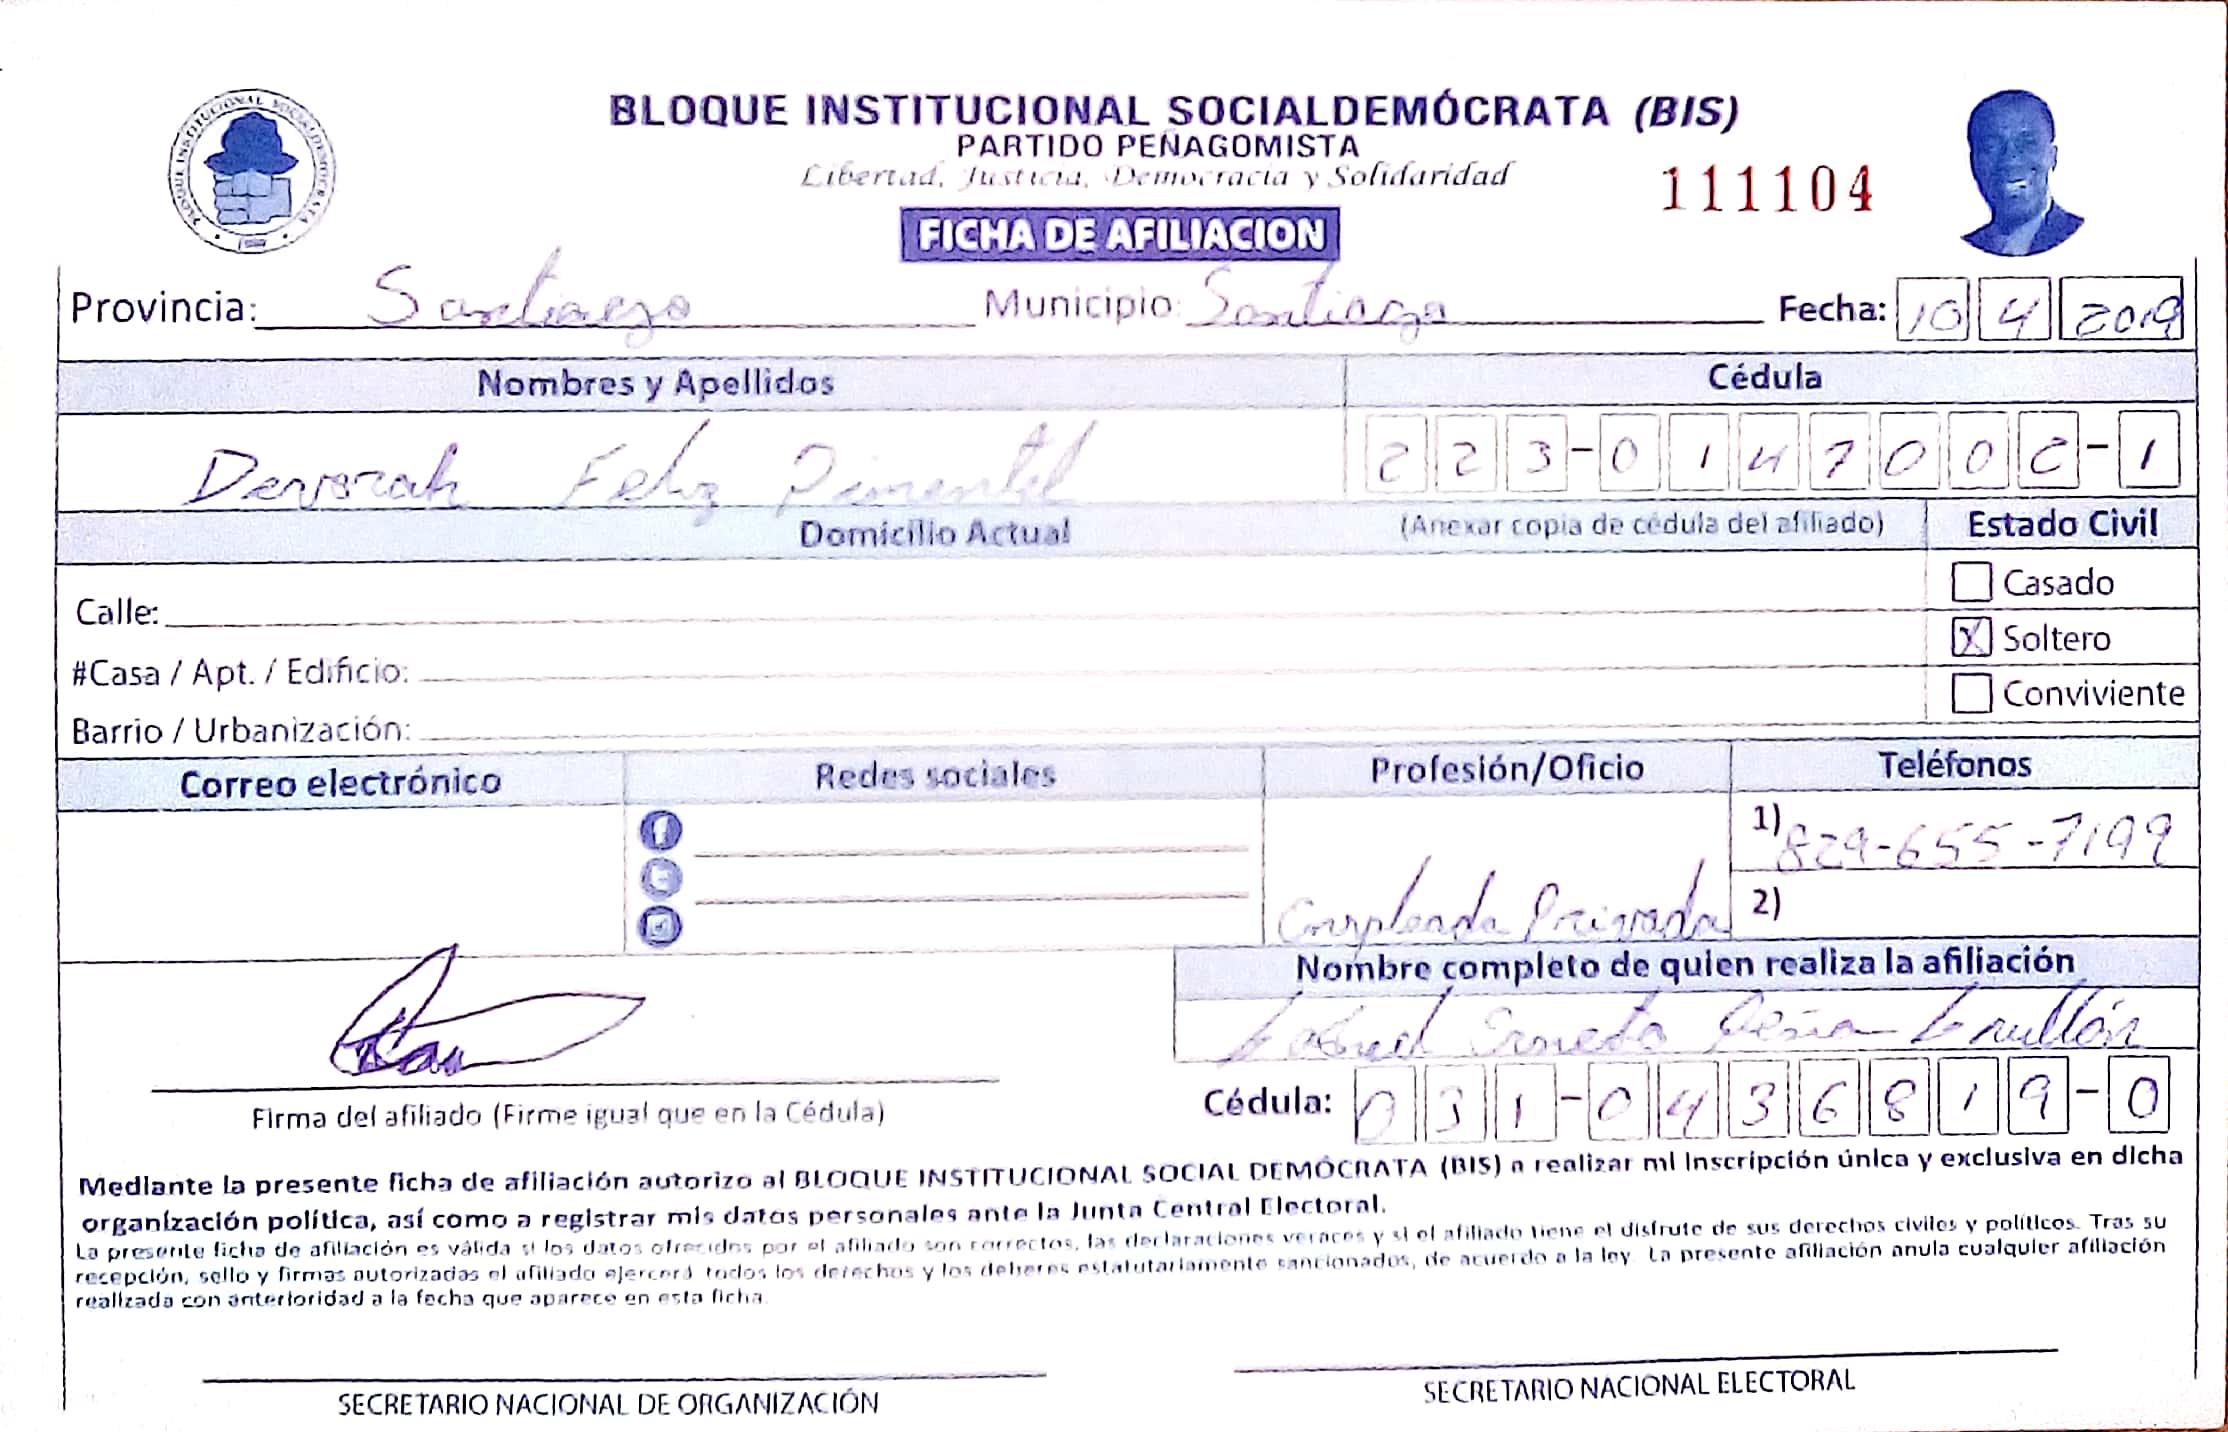 BLOQUE INSTITUCIONAL SOCIALDEMÓCRATA
BLOQUE INSTITUCIONAL SOCIALDEMÓCRATA (BIS)
PARTIDO PEÑAGOMISTA
Libertad, Justicia, Democracia y Solidaridad
111104
FICHA DE AFILIACION
Provincia: Santiago Municipio: Santiago Fecha: 10 4 2019
Nombres y Apellidos Cédula
Devorah Feliz Pimentel 223-0147002-1
Domicilio Actual (Anexar copia de cédula del afiliado) Estado Civil
Casado
Calle:
X Soltero
#Casa / Apt. / Edificio:
Conviviente
Barrio / Urbanización:
Correo electrónico Redes sociales Profesión/Oficio Teléfonos
1) 829-655-7199
Empleada Privada 2)
Nombre completo de quien realiza la afiliación
Gabriel Ernesto Peña Grullón
Firma del afiliado (Firme igual que en la Cédula) Cédula: 031-0436819-0
Mediante la presente ficha de afiliación autorizo al BLOQUE INSTITUCIONAL SOCIAL DEMÓCRATA (BIS) a realizar mi inscripción única y exclusiva en dicha
organización política, así como a registrar mis datos personales ante la Junta Central Electoral.
La presente ficha de afiliación es válida si los datos ofrecidos por el afiliado son correctos, las declaraciones veraces y si el afiliado tiene el disfrute de sus derechos civiles y políticos. Tras su
recepción, sello y firmas autorizadas el afiliado ejercerá todos los derechos y los deberes estatutariamente sancionados, de acuerdo a la ley. La presente afiliación anula cualquier afiliación
realizada con anterioridad a la fecha que aparece en esta ficha.
SECRETARIO NACIONAL DE ORGANIZACIÓN SECRETARIO NACIONAL ELECTORAL